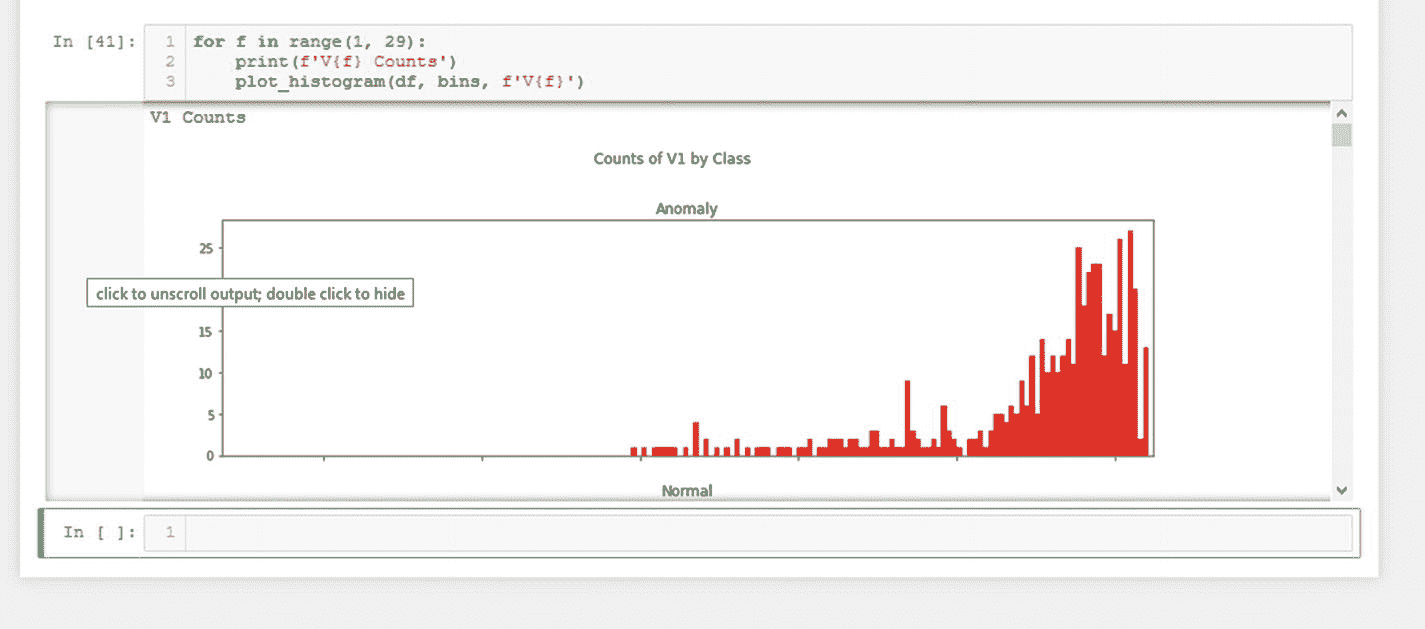 In [41]:
1 for f in range(1, 29):
2     print(f'V{f} Counts')
3     plot_histogram(df, bins, f'V{f}')
V1 Counts
Counts of V1 by Class
Anomaly
25
click to unscroll output; double click to hide
15
10
5
0
Normal
In [ ]:
1